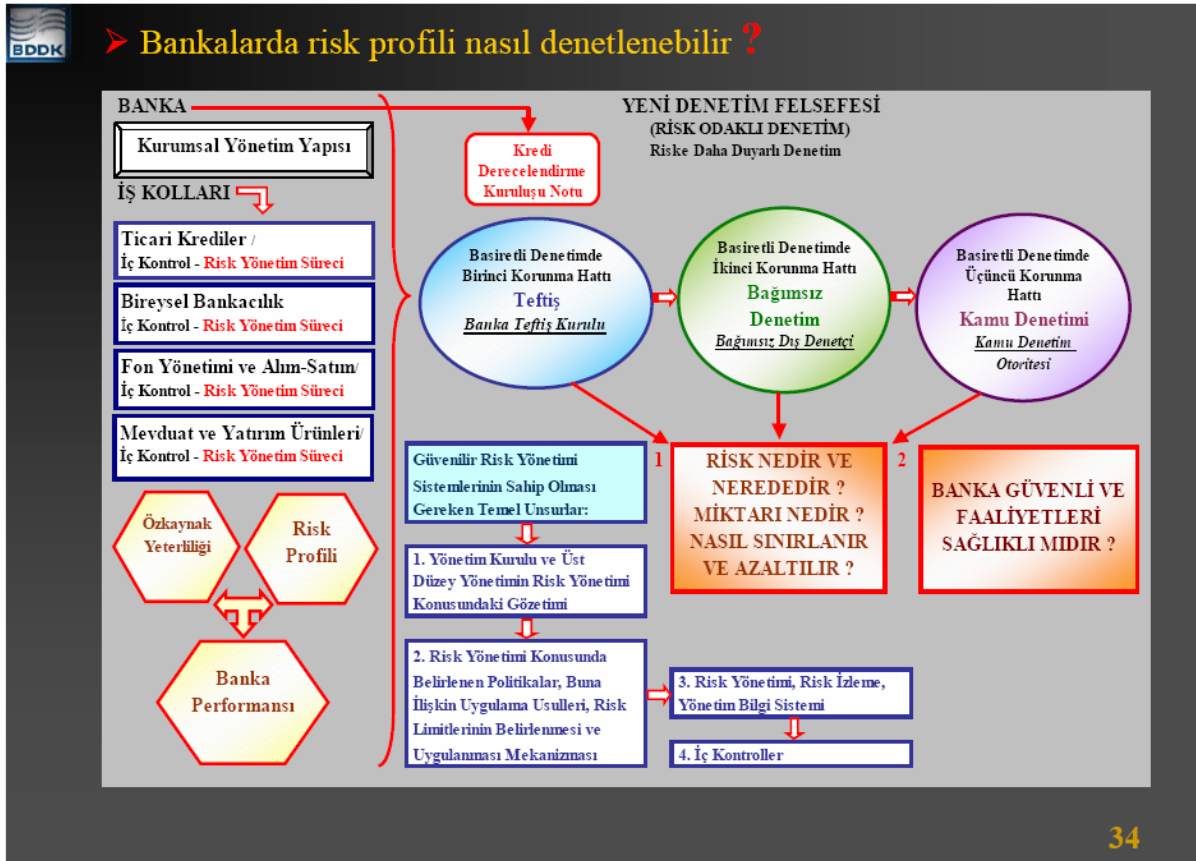 BDDK
Bankalarda risk profili nasıl denetlenebilir ?
BANKA
Kurumsal Yönetim Yapısı
İŞ KOLLARI
Ticari Krediler /
İç Kontrol - Risk Yönetim Süreci
Bireysel Bankacılık
İç Kontrol - Risk Yönetim Süreci
Fon Yönetimi ve Alım-Satım/
İç Kontrol - Risk Yönetim Süreci
Mevduat ve Yatırım Ürünleri/
İç Kontrol - Risk Yönetim Süreci
Özkaynak
Yeterliliği
Risk
Profili
Banka
Performansı
Kredi
Derecelendirme
Kuruluşu Notu
YENİ DENETİM FELSEFESİ
(RİSK ODAKLI DENETİM)
Riske Daha Duyarlı Denetim
Basiretli Denetimde
Birinci Korunma Hattı
Teftiş
Banka Teftiş Kurulu
Basiretli Denetimde
İkinci Korunma Hattı
Bağımsız
Denetim
Bağımsız Dış Denetçi
Basiretli Denetimde
Üçüncü Korunma
Hattı
Kamu Denetimi
Kamu Denetim
Otoritesi
Güvenilir Risk Yönetimi
Sistemlerinin Sahip Olması
Gereken Temel Unsurlar:
1. Yönetim Kurulu ve Üst
Düzey Yönetimin Risk Yönetimi
Konusundaki Gözetimi
2. Risk Yönetimi Konusunda
Belirlenen Politikalar, Buna
İlişkin Uygulama Usulleri, Risk
Limitlerinin Belirlenmesi ve
Uygulanması Mekanizması
3. Risk Yönetimi, Risk İzleme,
Yönetim Bilgi Sistemi
4. İç Kontroller
1
RİSK NEDİR VE
NEREDEDİR ?
MİKTARI NEDİR ?
NASIL SINIRLANIR
VE AZALTILIR ?
2
BANKA GÜVENLİ VE
FAALİYETLERİ
SAĞLIKLI MIDIR ?
34